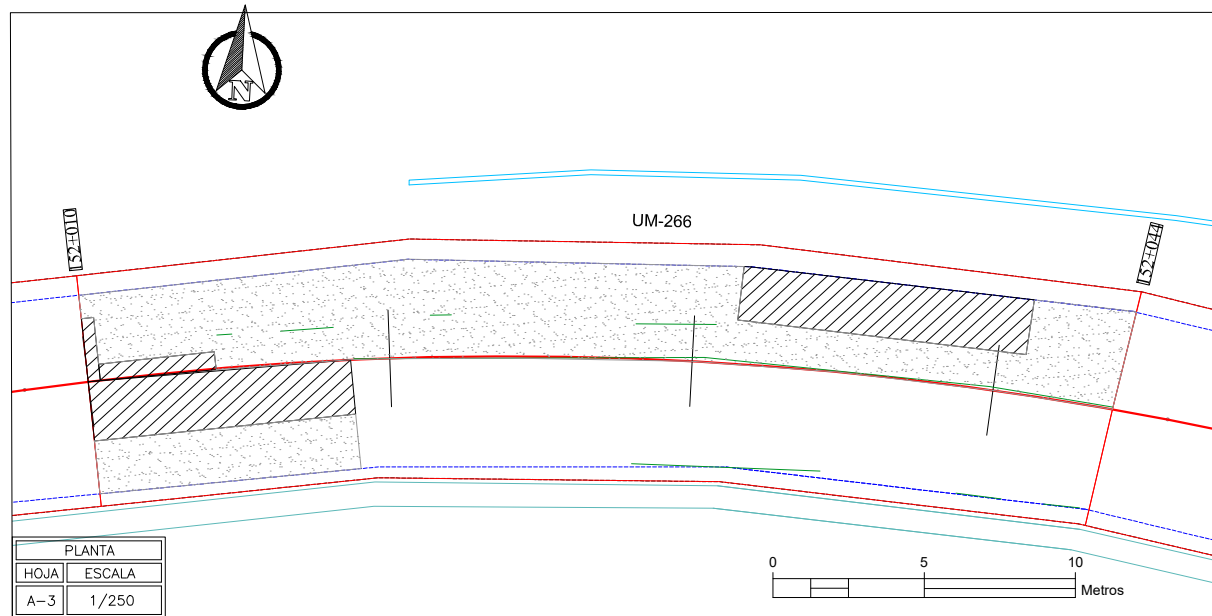 N
UM-266
152+010
152+044
PLANTA
HOJA ESCALA
A-3 1/250
0 5 10
Metros